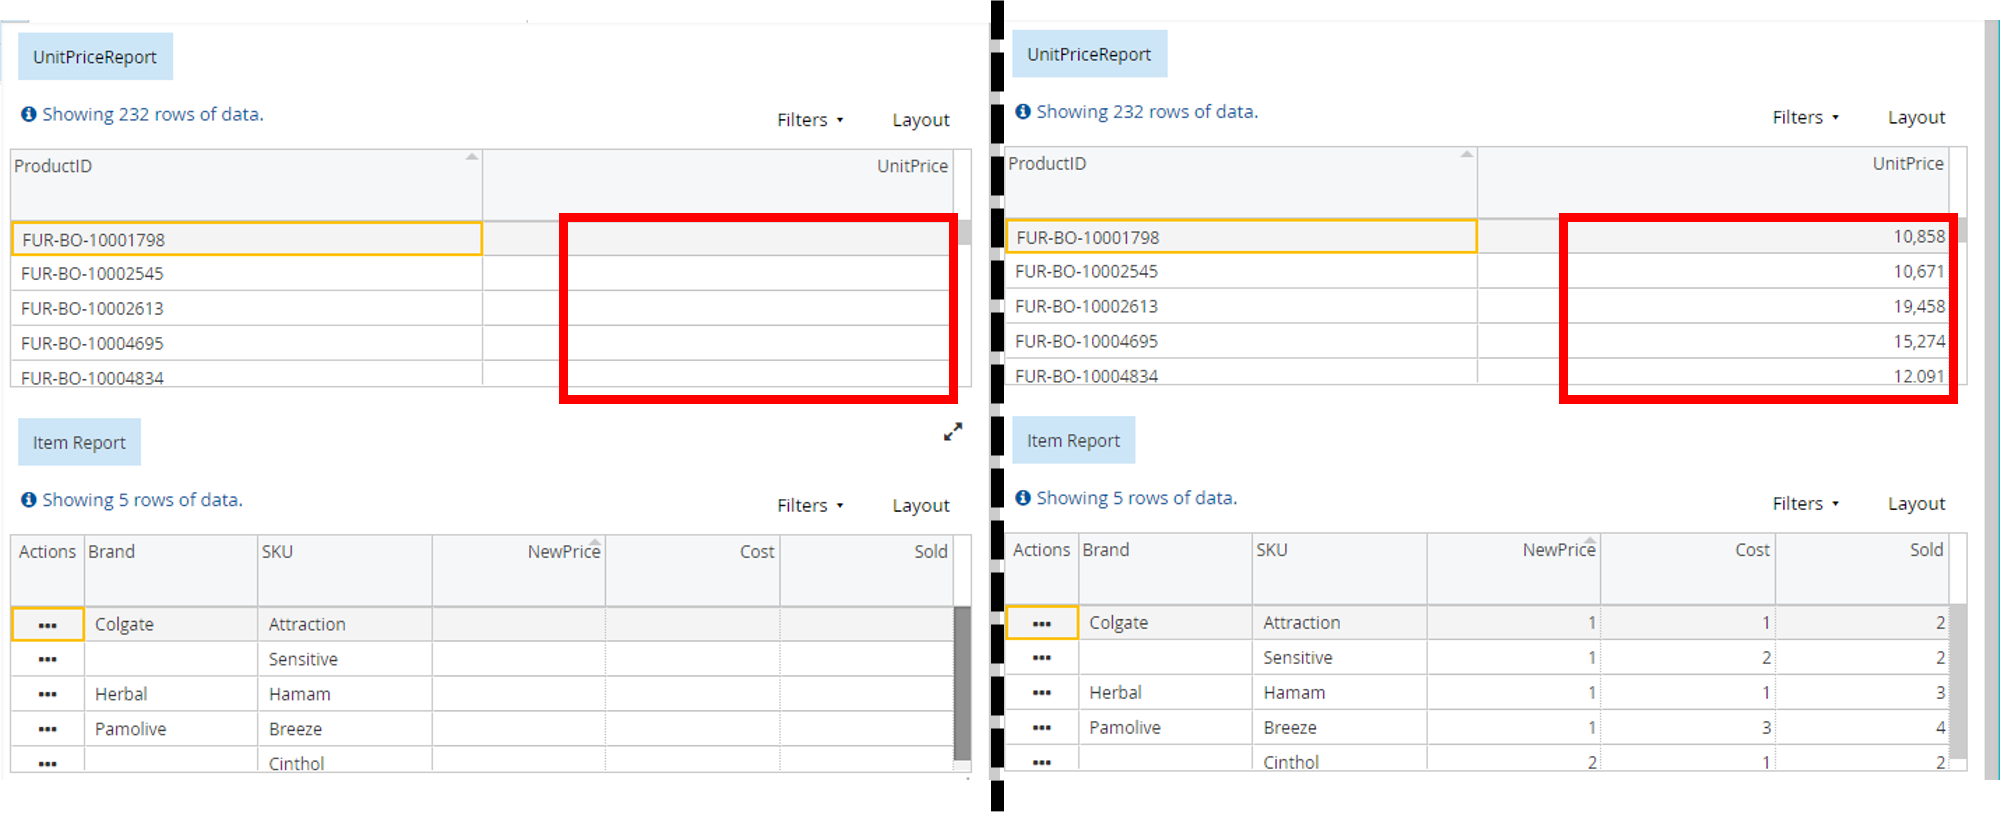 UnitPriceReport
Showing 232 rows of data.
Filters Layout
ProductID UnitPrice
FUR-BO-10001798
FUR-BO-10002545
FUR-BO-10002613
FUR-BO-10004695
FUR-BO-10004834
Item Report
Showing 5 rows of data.
Filters Layout
Actions Brand SKU NewPrice Cost Sold
Colgate Attraction
Sensitive
Herbal Hamam
Pamolive Breeze
Cinthol
UnitPriceReport
Showing 232 rows of data.
Filters Layout
ProductID UnitPrice
FUR-BO-10001798 10,858
FUR-BO-10002545 10,671
FUR-BO-10002613 19,458
FUR-BO-10004695 15,274
FUR-BO-10004834 12,091
Item Report
Showing 5 rows of data.
Filters Layout
Actions Brand SKU NewPrice Cost Sold
Colgate Attraction 1 1 2
Sensitive 1 2 2
Herbal Hamam 1 1 3
Pamolive Breeze 1 3 4
Cinthol 2 1 2